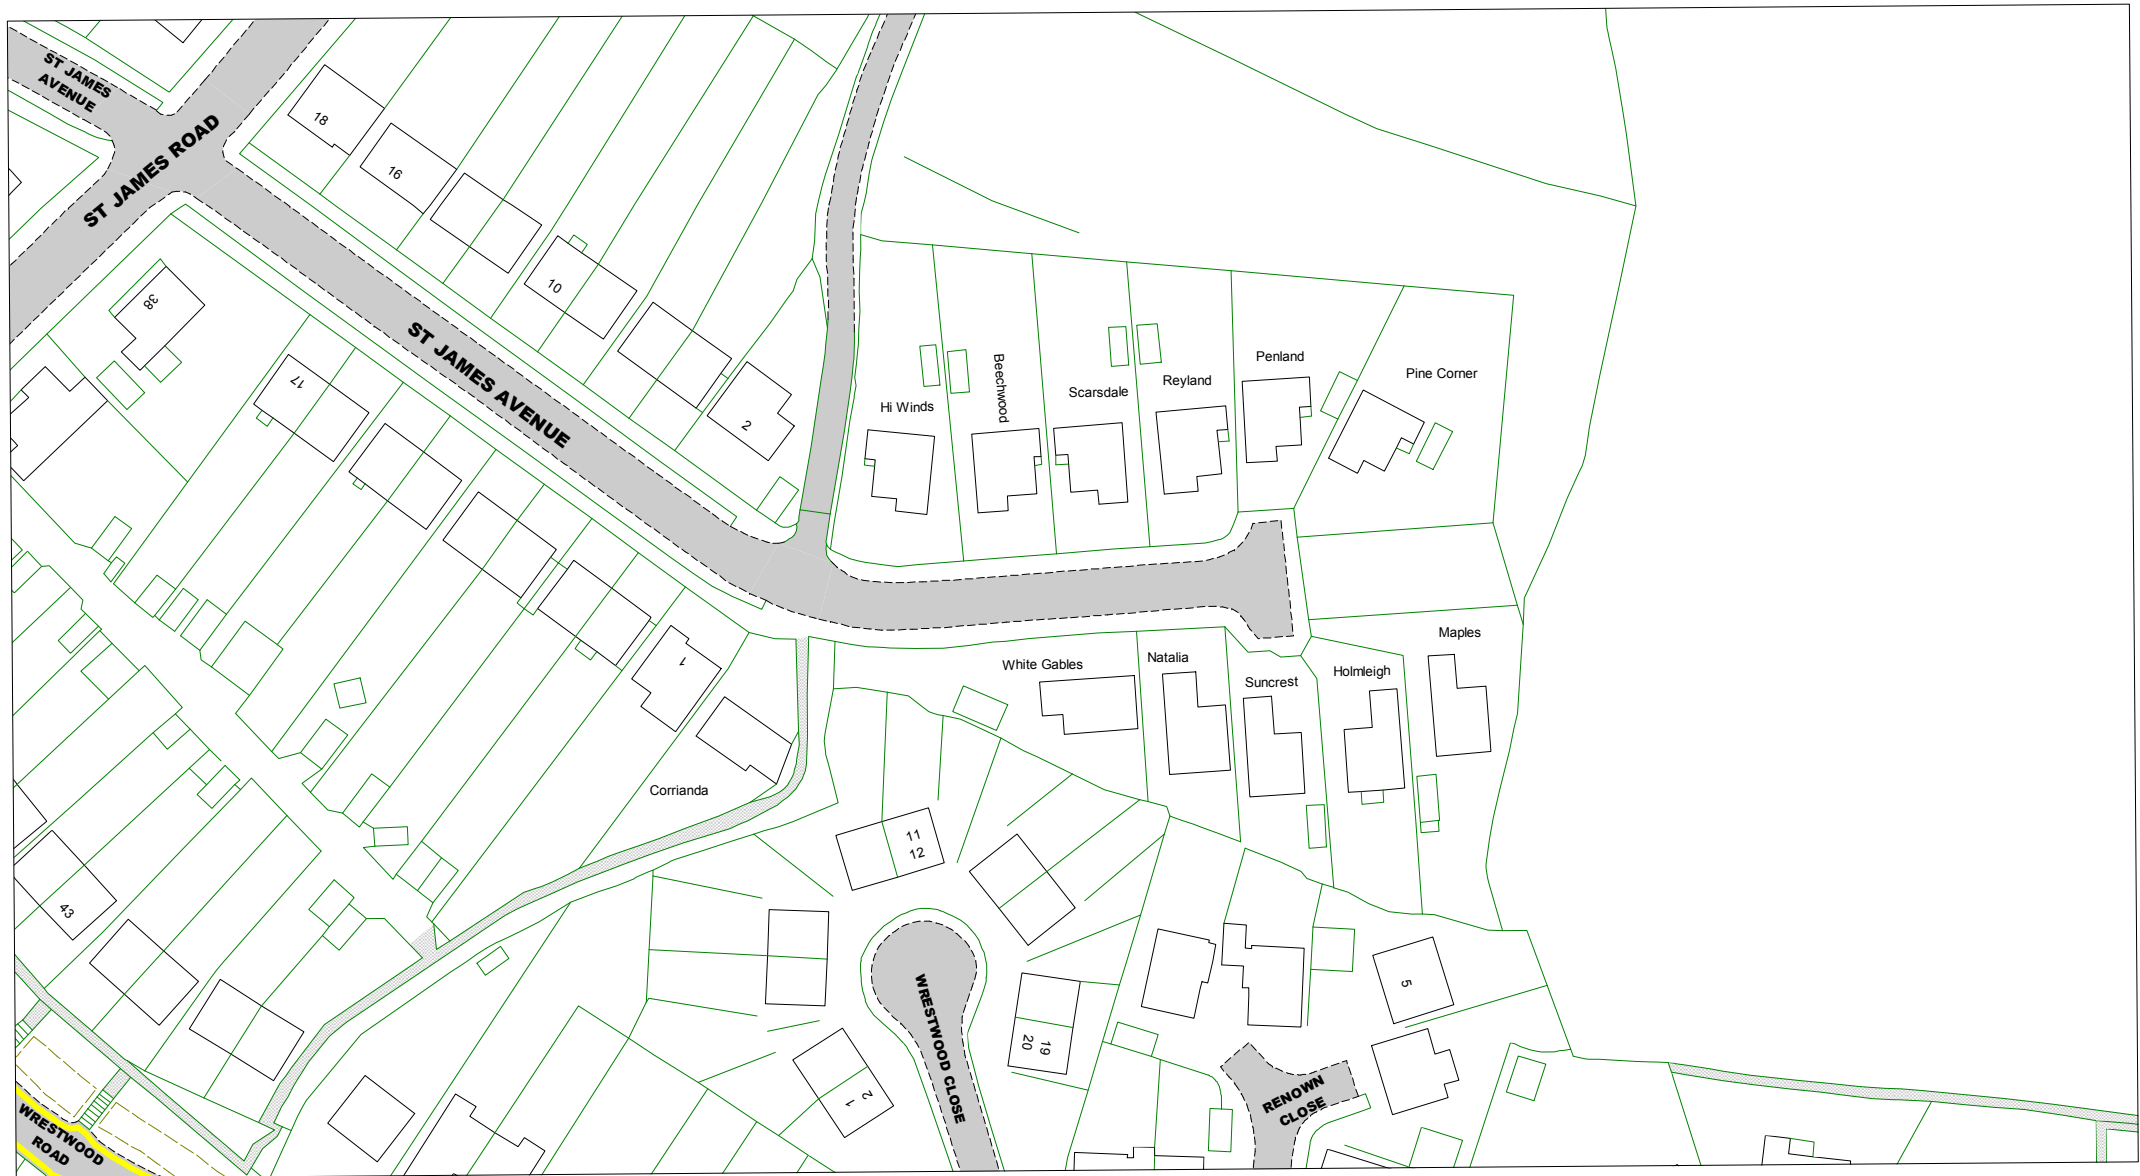 ST JAMES
AVENUE
ST JAMES ROAD
18
16
10
2
38
17
ST JAMES AVENUE
1
Corrianda
43
Hi Winds
Beechwood
Scarsdale
Reyland
Penland
Pine Corner
White Gables
Natalia
Suncrest
Holmleigh
Maples
11
12
5
19
20
2
1
WRESTWOOD CLOSE
RENOWN
CLOSE
WRESTWOOD
ROAD